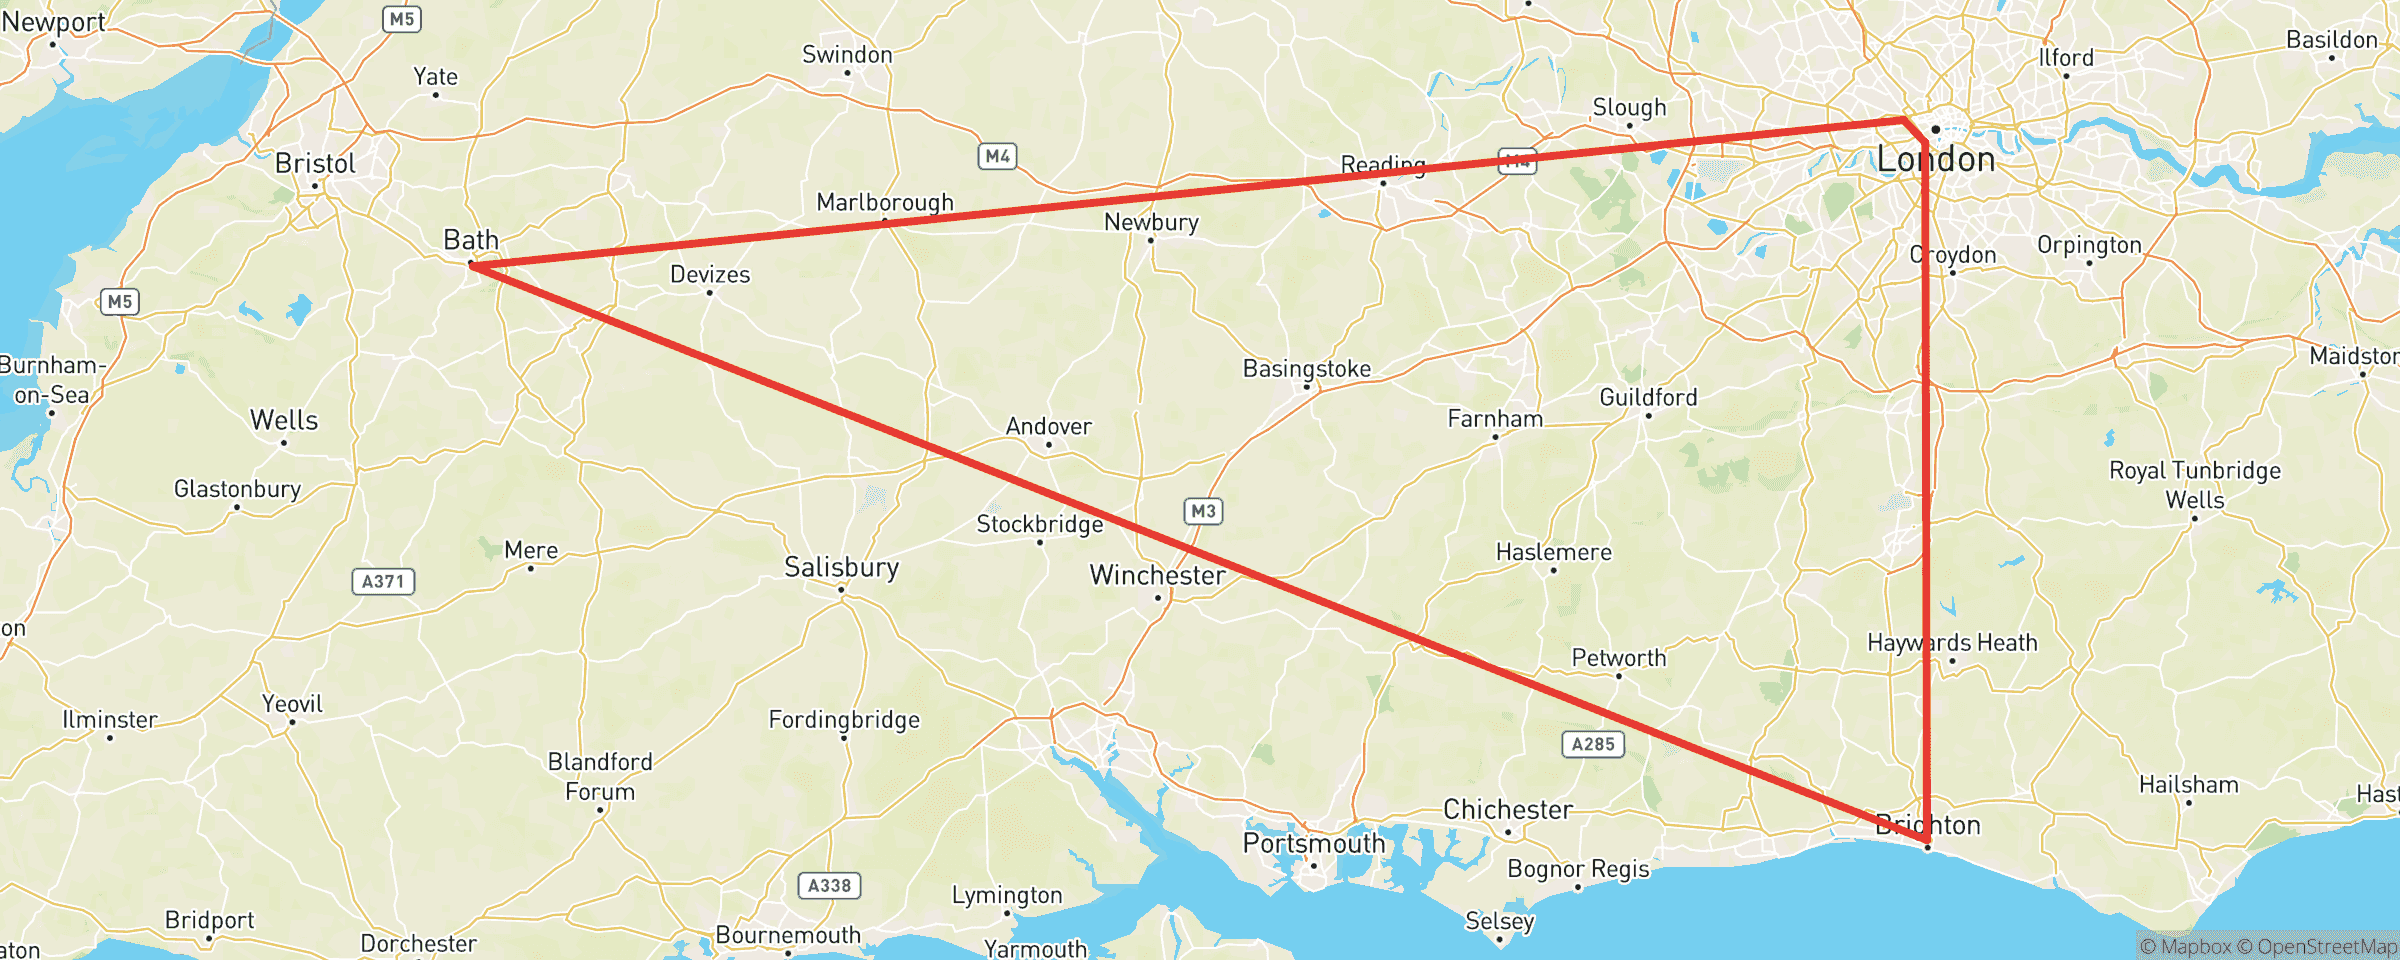 Newport
M5
Yate
Swindon
Ilford
Basildon
Slough
Bristol
M4
Reading
M4
London
Marlborough
Newbury
Bath
Devizes
Croydon
Orpington
M5
Burnham-
on-Sea
Basingstoke
Maidston
Wells
Andover
Farnham
Guildford
Glastonbury
Royal Tunbridge
Wells
M3
Stockbridge
Mere
Haslemere
Salisbury
Winchester
A371
on
Haywards Heath
Petworth
Ilminster
Yeovil
Fordingbridge
A285
Blandford
Forum
Hailsham
Hast
Chichester
Brighton
Portsmouth
Bognor Regis
A338
Lymington
Bridport
Selsey
Bournemouth
Dorchester
Yarmouth
aton
© Mapbox © OpenStreetMap